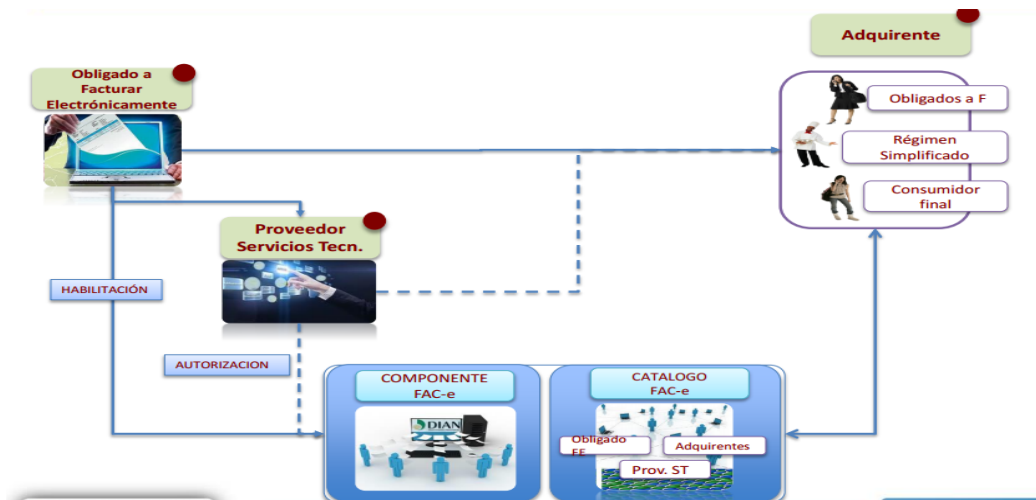 Adquirente
Obligado a
Facturar
Electrónicamente
Obligados a F
Régimen
Simplificado
Consumidor
final
Proveedor
Servicios Tecn.
HABILITACIÓN
AUTORIZACION
COMPONENTE
FAC-e
CATALOGO
FAC-e
DIAN
Obligado
FE
Adquirentes
Prov. ST